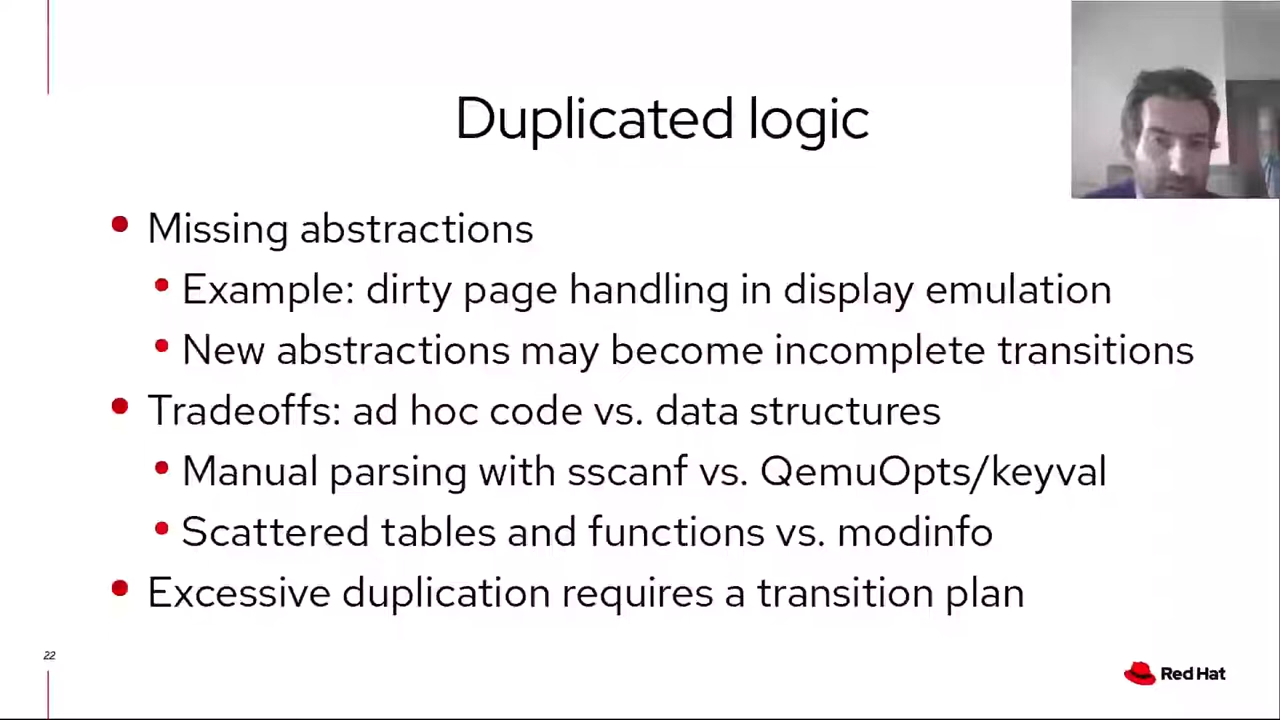 Duplicated logic
Missing abstractions
Example: dirty page handling in display emulation
New abstractions may become incomplete transitions
Tradeoffs: ad hoc code vs. data structures
Manual parsing with sscanf vs. QemuOpts/keyval
Scattered tables and functions vs. modinfo
Excessive duplication requires a transition plan
22
Red Hat